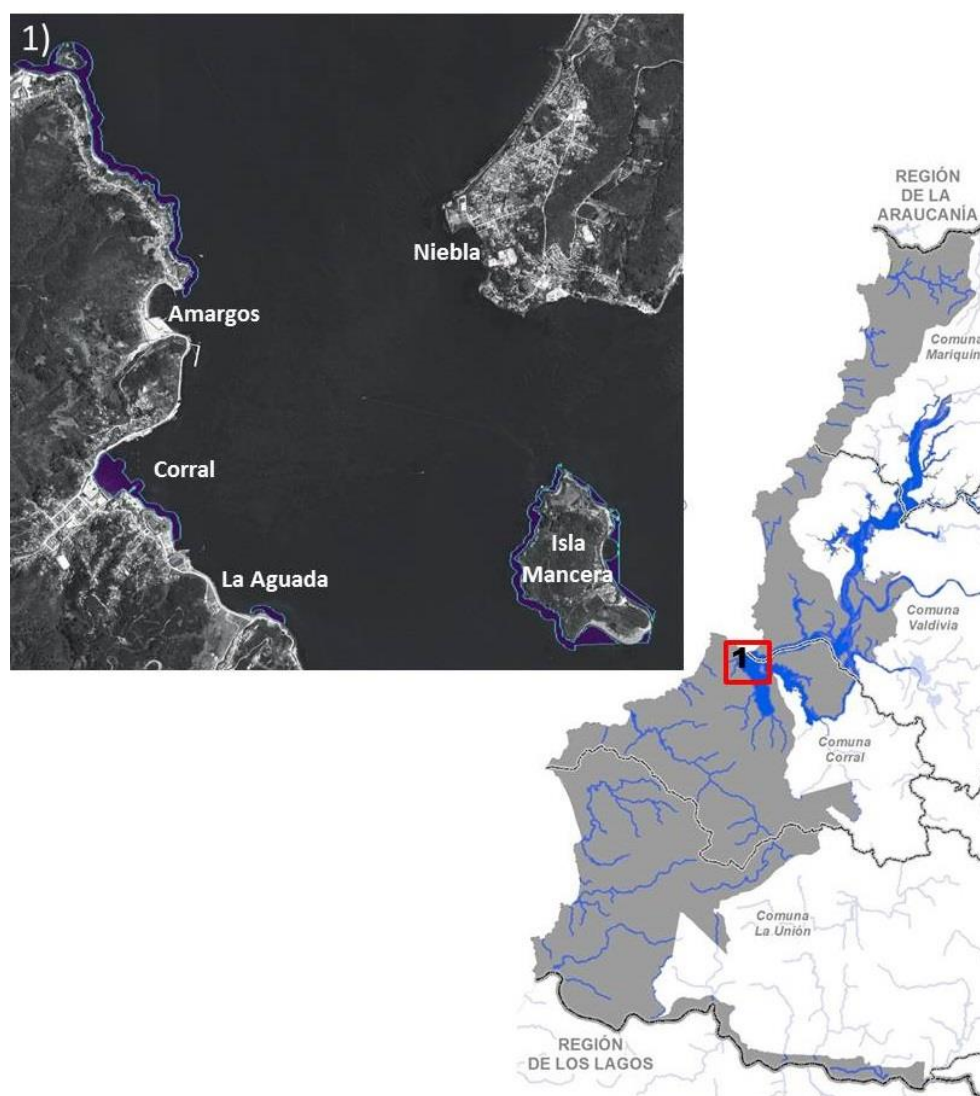 1)
Niebla
Amargos
Corral
La Aguada
Isla
Mancera
REGIÓN
DE LA
ARAUCANÍA
Comuna
Mariquin
Comuna
Valdivia
1
Comuna
Corral
Comuna
La Unión
REGIÓN
DE LOS LAGOS